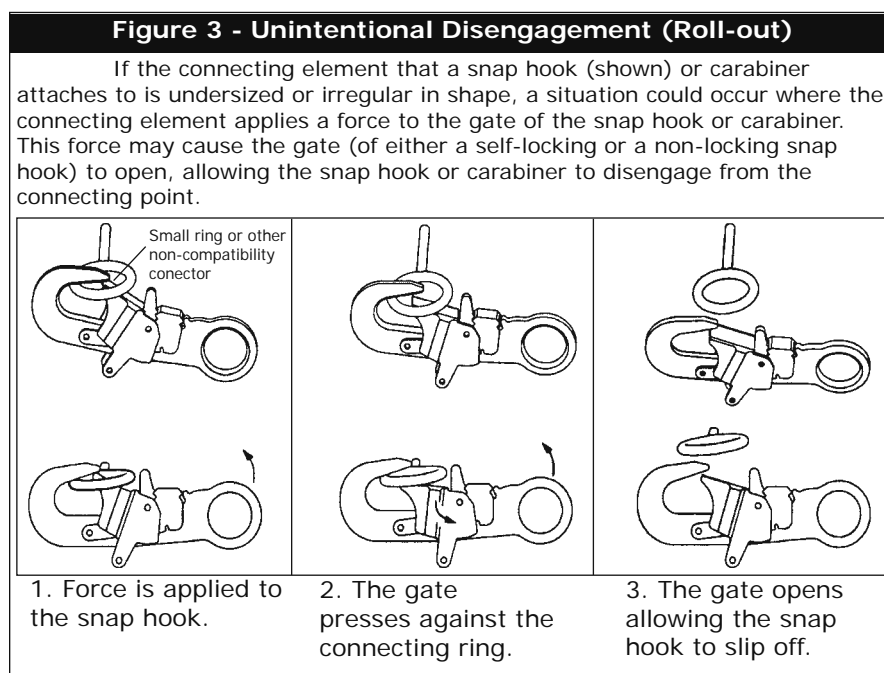 Figure 3 - Unintentional Disengagement (Roll-out)
If the connecting element that a snap hook (shown) or carabiner
attaches to is undersized or irregular in shape, a situation could occur where the
connecting element applies a force to the gate of the snap hook or carabiner.
This force may cause the gate (of either a self-locking or a non-locking snap
hook) to open, allowing the snap hook or carabiner to disengage from the
connecting point.
Small ring or other
non-compatibility
conector
1. Force is applied to
the snap hook.
2. The gate
presses against the
connecting ring.
3. The gate opens
allowing the snap
hook to slip off.